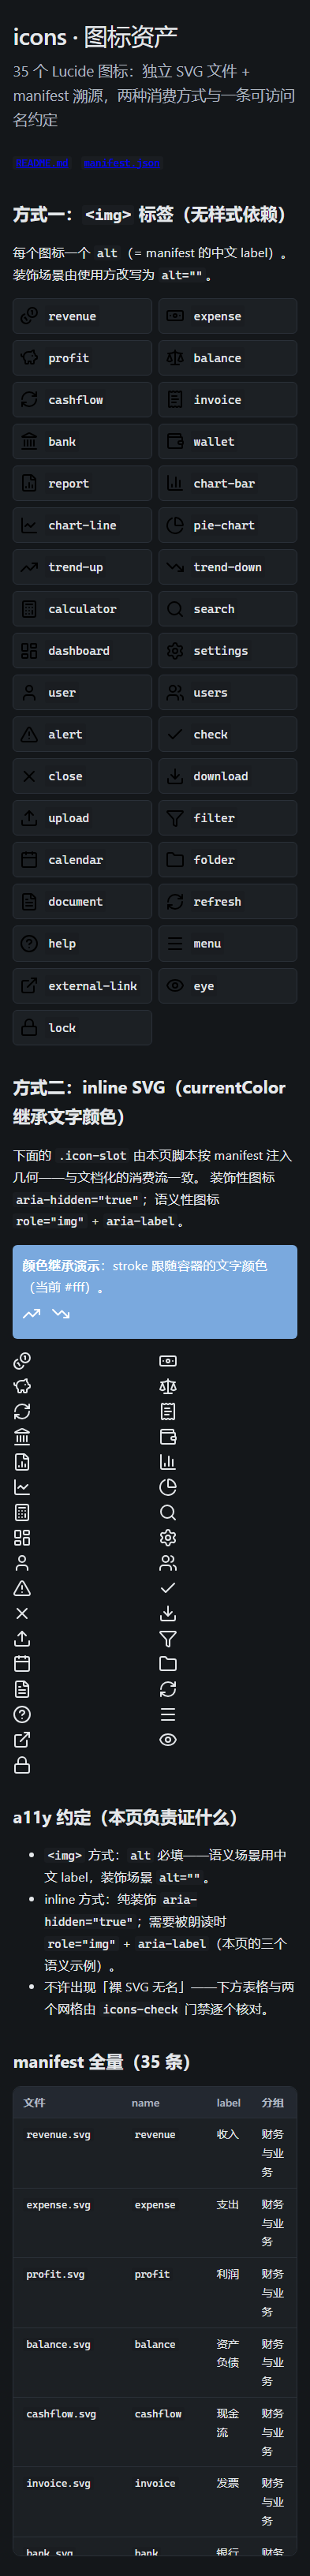 icons · 图标资产
35 个 Lucide 图标：独立 SVG 文件 +
manifest 溯源，两种消费方式与一条可访问
名约定
README.md manifest.json
方式一：<img> 标签（无样式依赖）
每个图标一个 alt（= manifest 的中文 label）。
装饰场景由使用方改写为 alt=""。
revenue expense
profit balance
cashflow invoice
bank wallet
report chart-bar
chart-line pie-chart
trend-up trend-down
calculator search
dashboard settings
user users
alert check
close download
upload filter
calendar folder
document refresh
help menu
external-link eye
lock
方式二：inline SVG（currentColor
继承文字颜色）
下面的 .icon-slot 由本页脚本按 manifest 注入
几何——与文档化的消费流一致。 装饰性图标
aria-hidden="true"；语义性图标
role="img" + aria-label。
颜色继承演示：stroke 跟随容器的文字颜色
（当前 #fff）。
a11y 约定（本页负责证什么）
<img> 方式：alt 必填——语义场景用中
文 label，装饰场景 alt=""。
inline 方式：纯装饰 aria-
hidden="true"；需要被朗读时
role="img" + aria-label（本页的三个
语义示例）。
不许出现「裸 SVG 无名」——下方表格与两
个网格由 icons-check 门禁逐个核对。
manifest 全量（35 条）
文件 name label 分组
revenue.svg revenue 收入 财务
与业
务
expense.svg expense 支出 财务
与业
务
profit.svg profit 利润 财务
与业
务
balance.svg balance 资产 财务
负债 与业
务
cashflow.svg cashflow 现金 财务
流 与业
务
invoice.svg invoice 发票 财务
与业
务
bank.svg bank 银行 财务